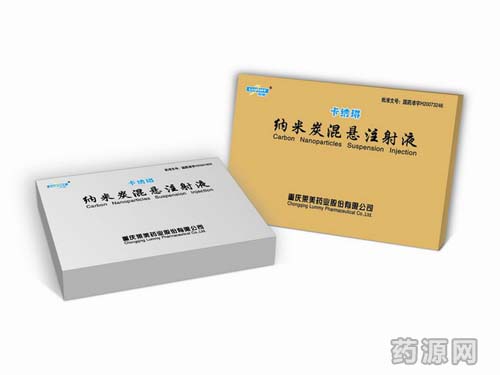 批准文号：国药准字H20073246
卡纳琳
纳米炭混悬注射液
Carbon Nanoparticles Suspension Injection
重庆莱美药业股份有限公司
Chongqing Lummy Pharmaceutical Co.,Ltd.
卡纳琳
纳米炭混悬注射液
Carbon Nanoparticles Suspension Injection
重庆莱美药业股份有限公司
Chongqing Lummy Pharmaceutical Co.,Ltd.
药源网